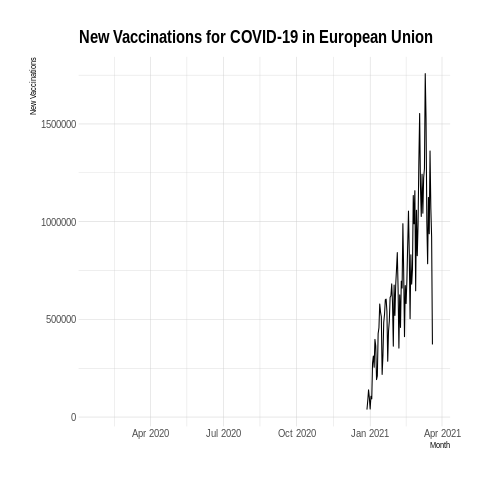 New Vaccinations for COVID-19 in European Union
New Vaccinations
1500000
1000000
500000
0
Apr 2020 Jul 2020 Oct 2020 Jan 2021 Apr 2021
Month